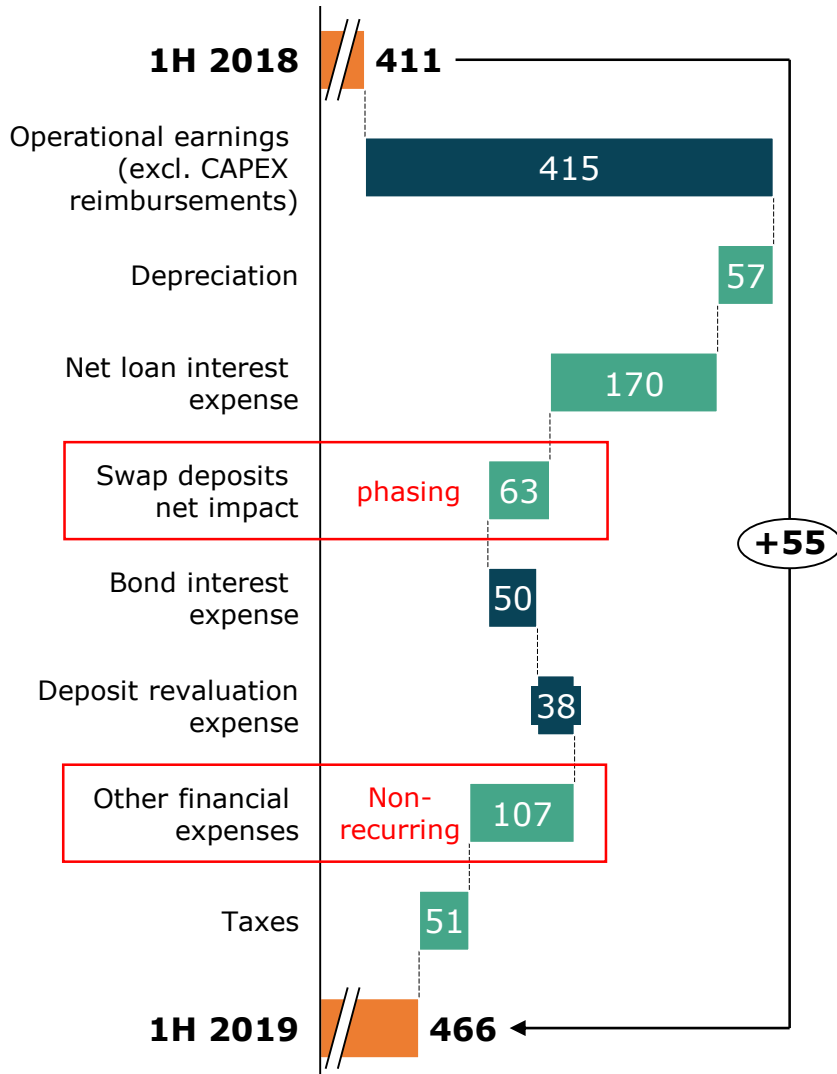 1H 2018 411
Operational earnings
(excl. CAPEX
reimbursements)
415
Depreciation
57
Net loan interest
expense
170
Swap deposits
net impact
phasing
63
+55
Bond interest
expense
50
Deposit revaluation
expense
38
Other financial
expenses
Non-
recurring
107
Taxes
51
1H 2019 466